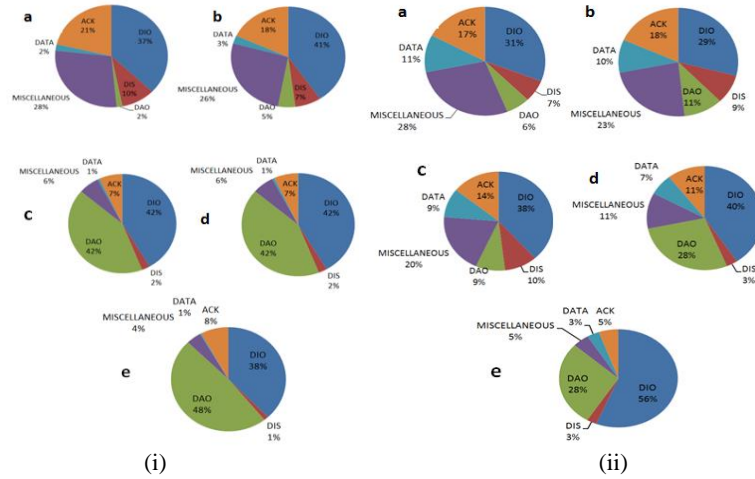 a
ACK
21%
DIO
37%
DATA
2%
DIS
10%
MISCELLANEOUS
28%
DAO
2%
b
ACK
18%
DIO
41%
DATA
3%
DIS
7%
MISCELLANEOUS
26%
DAO
5%
c
MISCELLANEOUS
6%
DATA
1%
ACK
7%
DIO
42%
DAO
42%
DIS
2%
d
MISCELLANEOUS
6%
DATA
1%
ACK
7%
DIO
42%
DAO
42%
DIS
2%
e
MISCELLANEOUS
4%
DATA
1%
ACK
8%
DIO
38%
DAO
48%
DIS
1%
(i)
a
ACK
17%
DIO
31%
DATA
11%
DIS
7%
MISCELLANEOUS
28%
DAO
6%
b
ACK
18%
DIO
29%
DATA
10%
DIS
9%
MISCELLANEOUS
23%
DAO
11%
c
ACK
14%
DIO
38%
DATA
9%
MISCELLANEOUS
20%
DAO
9%
DIS
10%
d
DATA
7%
ACK
11%
DIO
40%
MISCELLANEOUS
11%
DAO
28%
DIS
3%
e
MISCELLANEOUS
5%
DATA
3%
ACK
5%
DIO
56%
DAO
28%
DIS
3%
(ii)